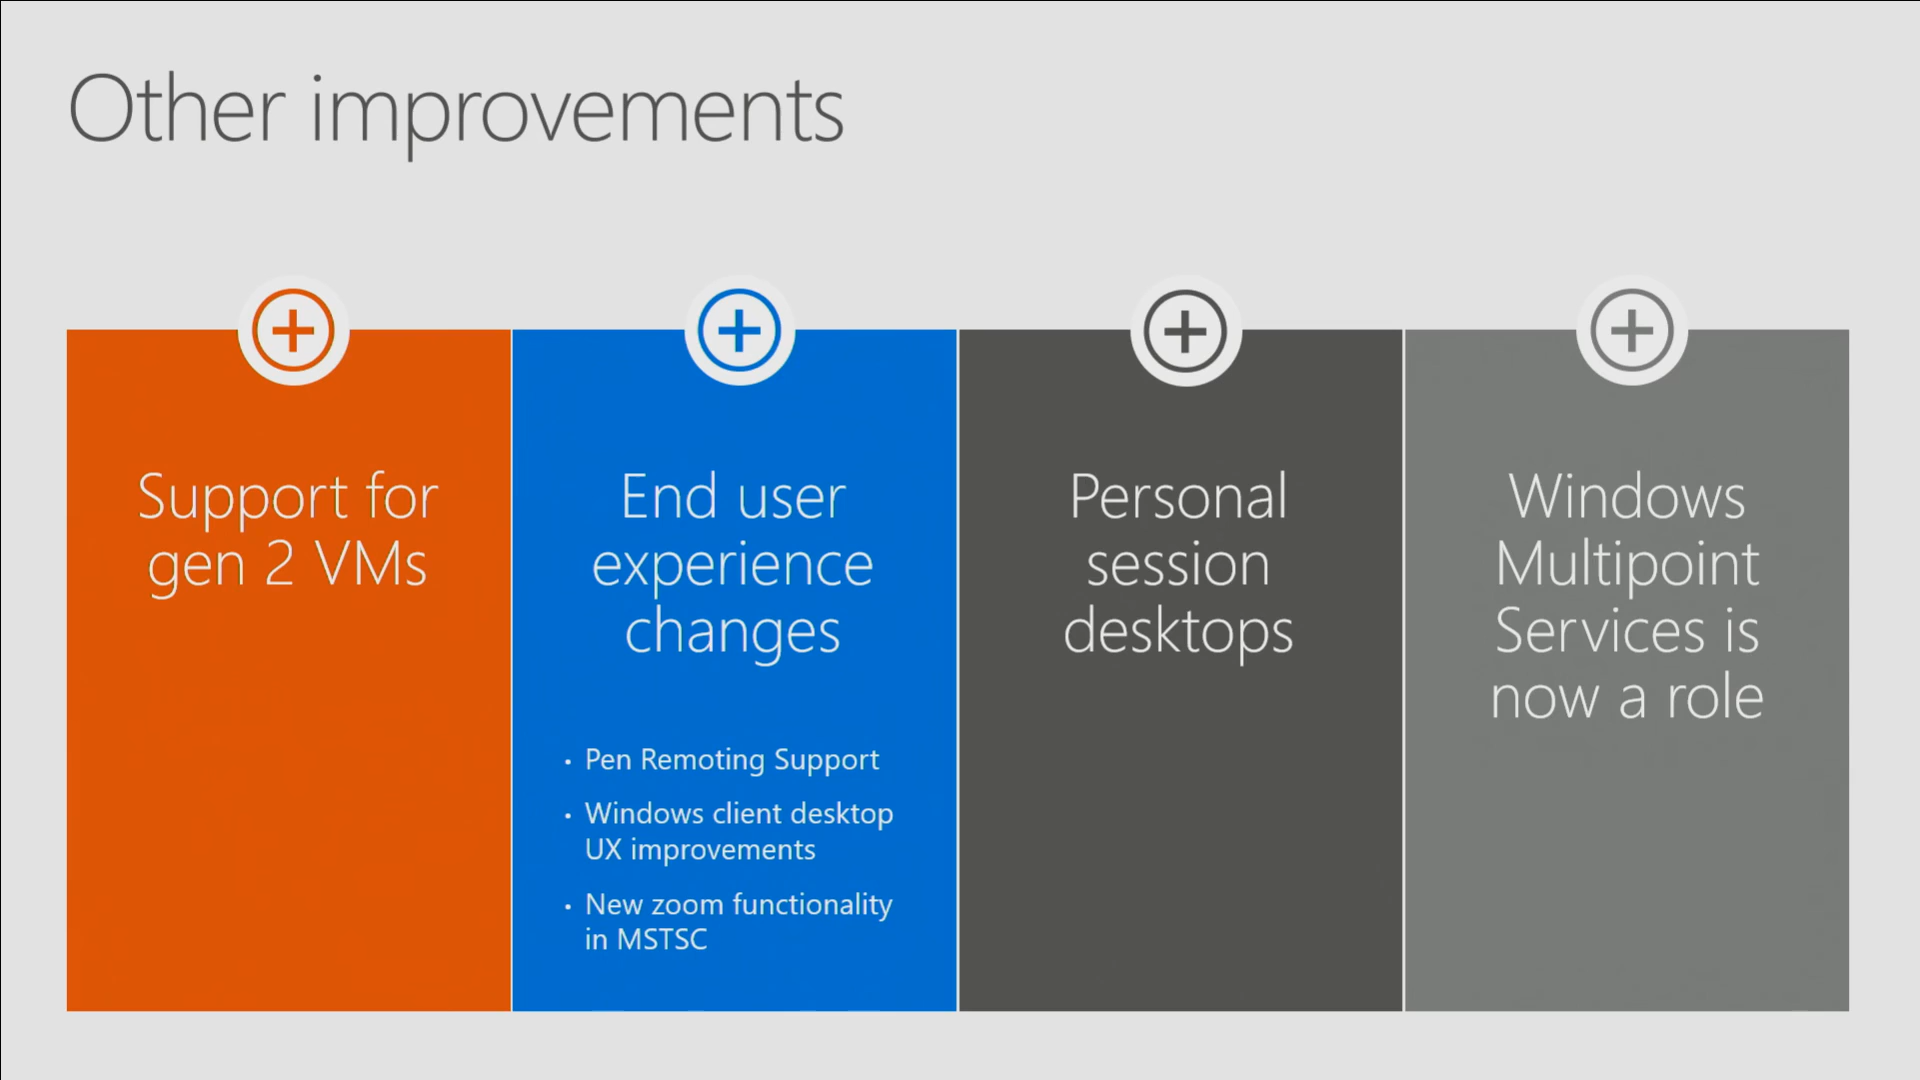 Other improvements
Support for
gen 2 VMs
End user
experience
changes
• Pen Remoting Support
• Windows client desktop
UX improvements
• New zoom functionality
in MSTSC
Personal
session
desktops
Windows
Multipoint
Services is
now a role